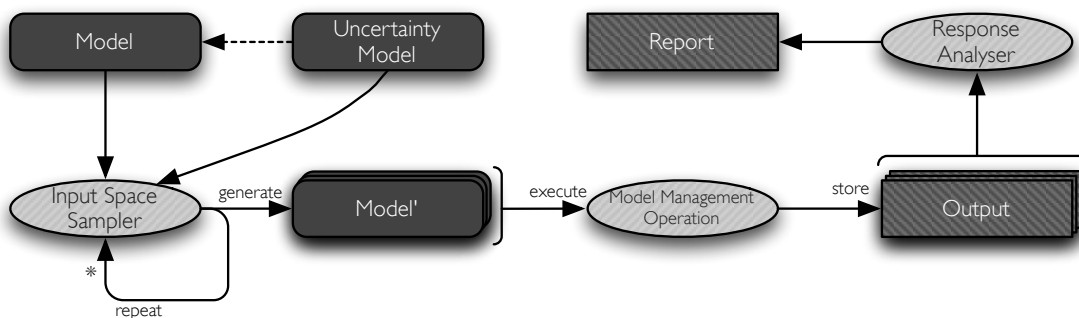 Model
Uncertainty
Model
Report
Response
Analyser
Input Space
Sampler
generate
Model'
execute
Model Management
Operation
store
Output
*
repeat